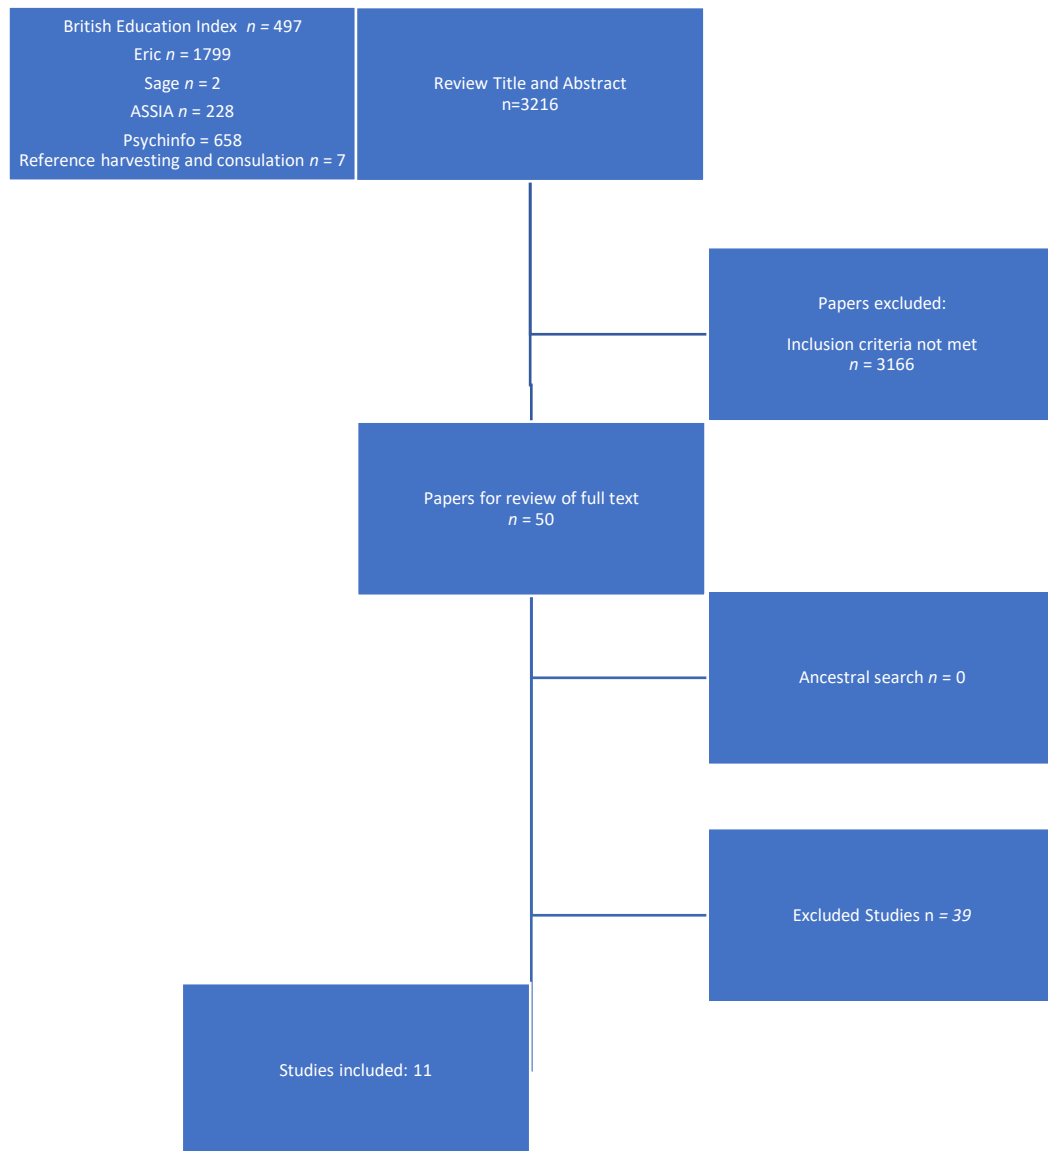 British Education Index n = 497
Eric n = 1799
Sage n = 2
ASSIA n = 228
Psychinfo = 658
Reference harvesting and consulation n = 7
Review Title and Abstract
n=3216
Papers excluded:
Inclusion criteria not met
n = 3166
Papers for review of full text
n = 50
Ancestral search n = 0
Excluded Studies n = 39
Studies included: 11